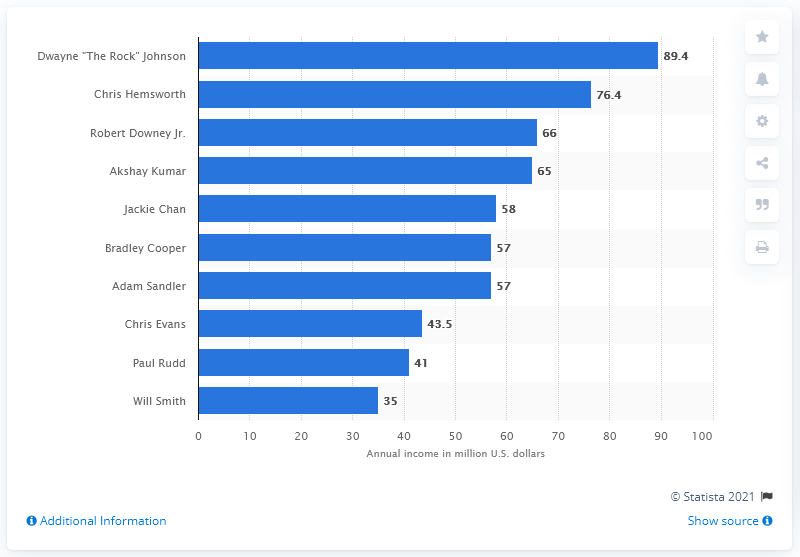 Dwayne "The Rock" Johnson 89.4
Chris Hemsworth 76.4
Robert Downey Jr. 66
Akshay Kumar 65
Jackie Chan 58
Bradley Cooper 57
Adam Sandler 57
Chris Evans 43.5
Paul Rudd 41
Will Smith 35
0 10 20 30 40 50 60 70 80 90 100
Annual income in million U.S. dollars
© Statista 2021
Additional Information
Show source